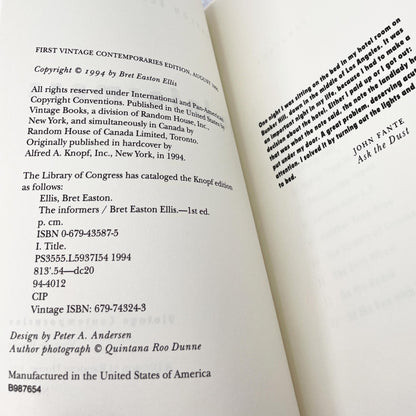 FIRST VINTAGE CONTEMPORARIES EDITION, AUGUST
Copyright © 1994 by Bret Easton Ellis
All rights reserved under International and Pan-American
Copyright Conventions. Published in the United States by
Vintage Books, a division of Random House, Inc.,
New York, and simultaneously in Canada by
Random House of Canada Limited, Toronto.
Originally published in hardcover by
Alfred A. Knopf, Inc., New York, in 1994.
The Library of Congress has cataloged the Knopf edition
as follows:
Ellis, Bret Easton.
The informers / Bret Easton Ellis.—1st ed.
p. cm.
ISBN 0-679-43587-5
I. Title.
PS3555.L5937I54 1994
813'.54—dc20
94-4012
CIP
Vintage ISBN: 679-74324-3
Design by Peter A. Andersen
Author photograph © Quintana Roo Dunne
Manufactured in the United States of America
B987654
One night I was sitting on the bed in my hotel room on
Bunker Hill, down in the middle of Los Angeles. It was
an important night in my life, because I had to make a
decision about the hotel. Either I paid up or I got out:
that was what the note said, the note the landlady had
put under my door. A great problem, deserving acute
attention. I solved it by turning out the lights and going
to bed.
JOHN FANTE
Ask the Dust